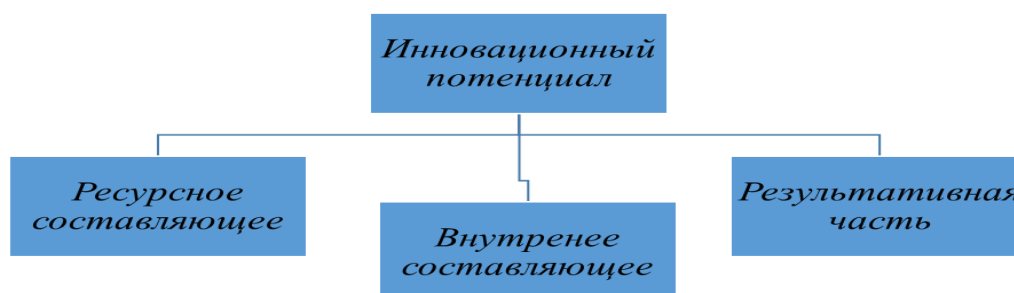 Инновационный
потенциал
Ресурсное
составляющее
Внутренее
составляющее
Результативная
часть